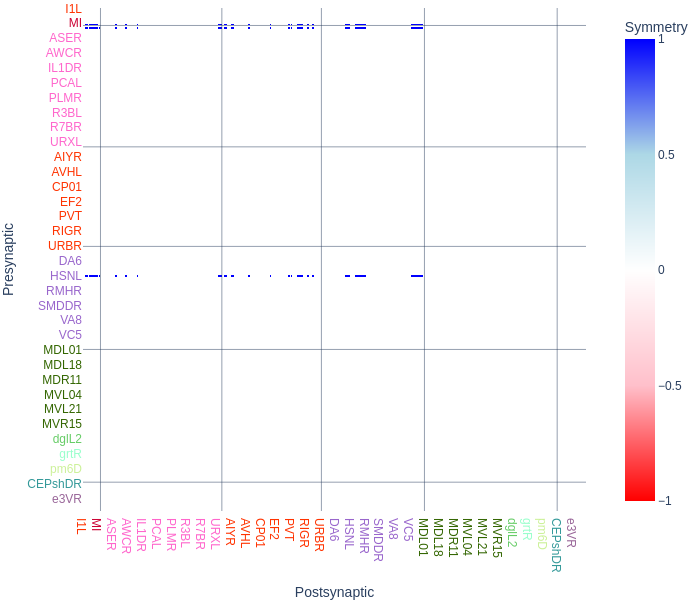 Symmetry
1
0.5
0
−0.5
−1
Presynaptic
I1L
MI
ASER
AWCR
IL1DR
PCAL
PLMR
R3BL
R7BR
URXL
AIYR
AVHL
CP01
EF2
PVT
RIGR
URBR
DA6
HSNL
RMHR
SMDDR
VA8
VC5
MDL01
MDL18
MDR11
MVL04
MVL21
MVR15
dglL2
grtR
pm6D
CEPshDR
e3VR
I1L
MI
ASER
AWCR
IL1DR
PCAL
PLMR
R3BL
R7BR
URXL
AIYR
AVHL
CP01
EF2
PVT
RIGR
URBR
DA6
HSNL
RMHR
SMDDR
VA8
VC5
MDL01
MDL18
MDR11
MVL04
MVL21
MVR15
dglL2
grtR
pm6D
CEPshDR
e3VR
Postsynaptic